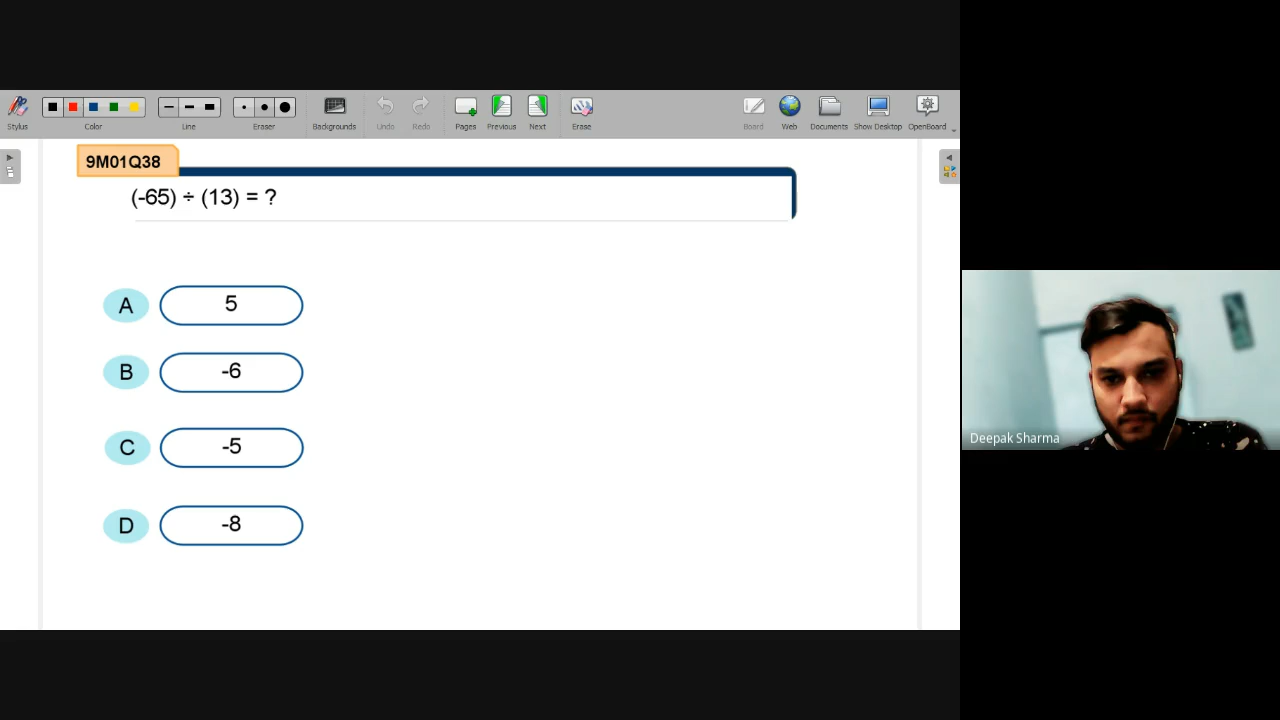 Stylus
Color
Line
Eraser
Backgrounds
Undo
Redo
Pages
Previous
Next
Erase
Board
Web
Documents
Show Desktop
OpenBoard
9M01Q38
(-65) ÷ (13) = ?
A 5
B -6
C -5
D -8
Deepak Sharma